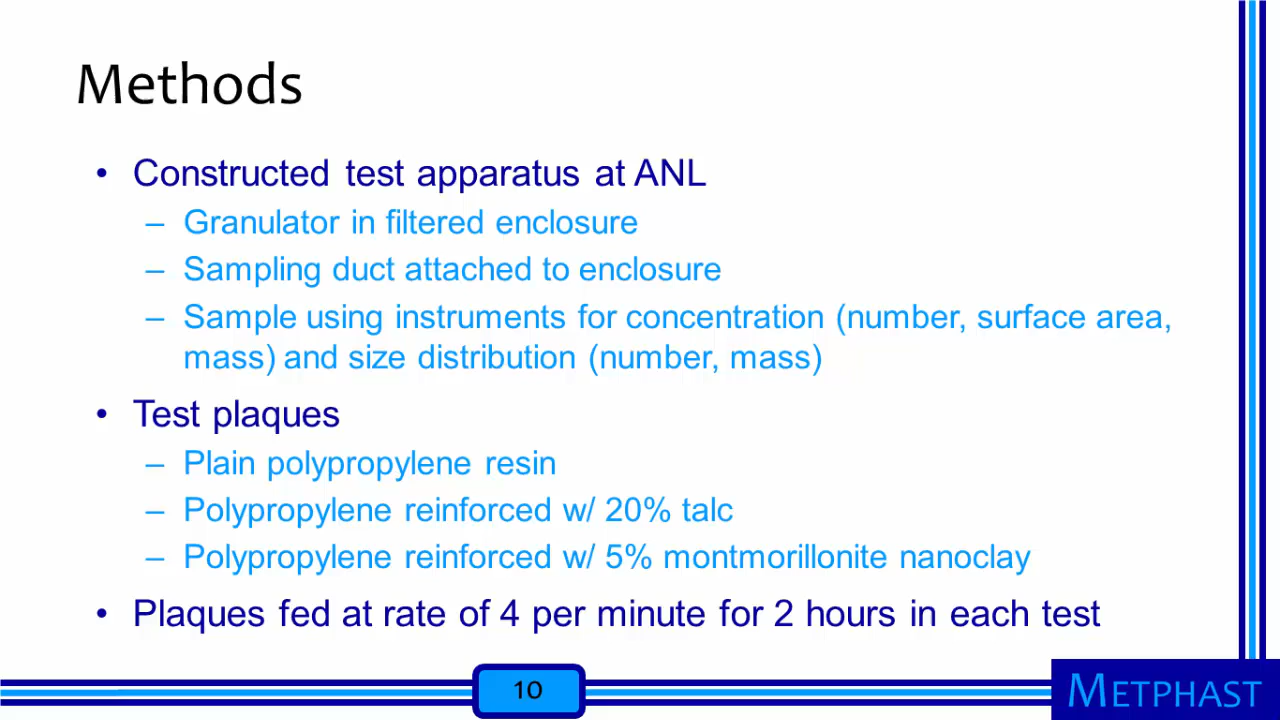 Methods
• Constructed test apparatus at ANL
– Granulator in filtered enclosure
– Sampling duct attached to enclosure
– Sample using instruments for concentration (number, surface area,
mass) and size distribution (number, mass)
• Test plaques
– Plain polypropylene resin
– Polypropylene reinforced w/ 20% talc
– Polypropylene reinforced w/ 5% montmorillonite nanoclay
• Plaques fed at rate of 4 per minute for 2 hours in each test
10
METPHAST